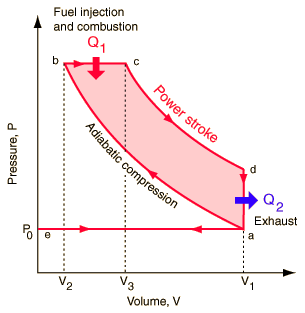 Fuel injection
and combustion
Q1
b
c
Power stroke
Adiabatic compression
Pressure, P
d
Q2
Exhaust
P0
e
a
V2
V3
V1
Volume, V